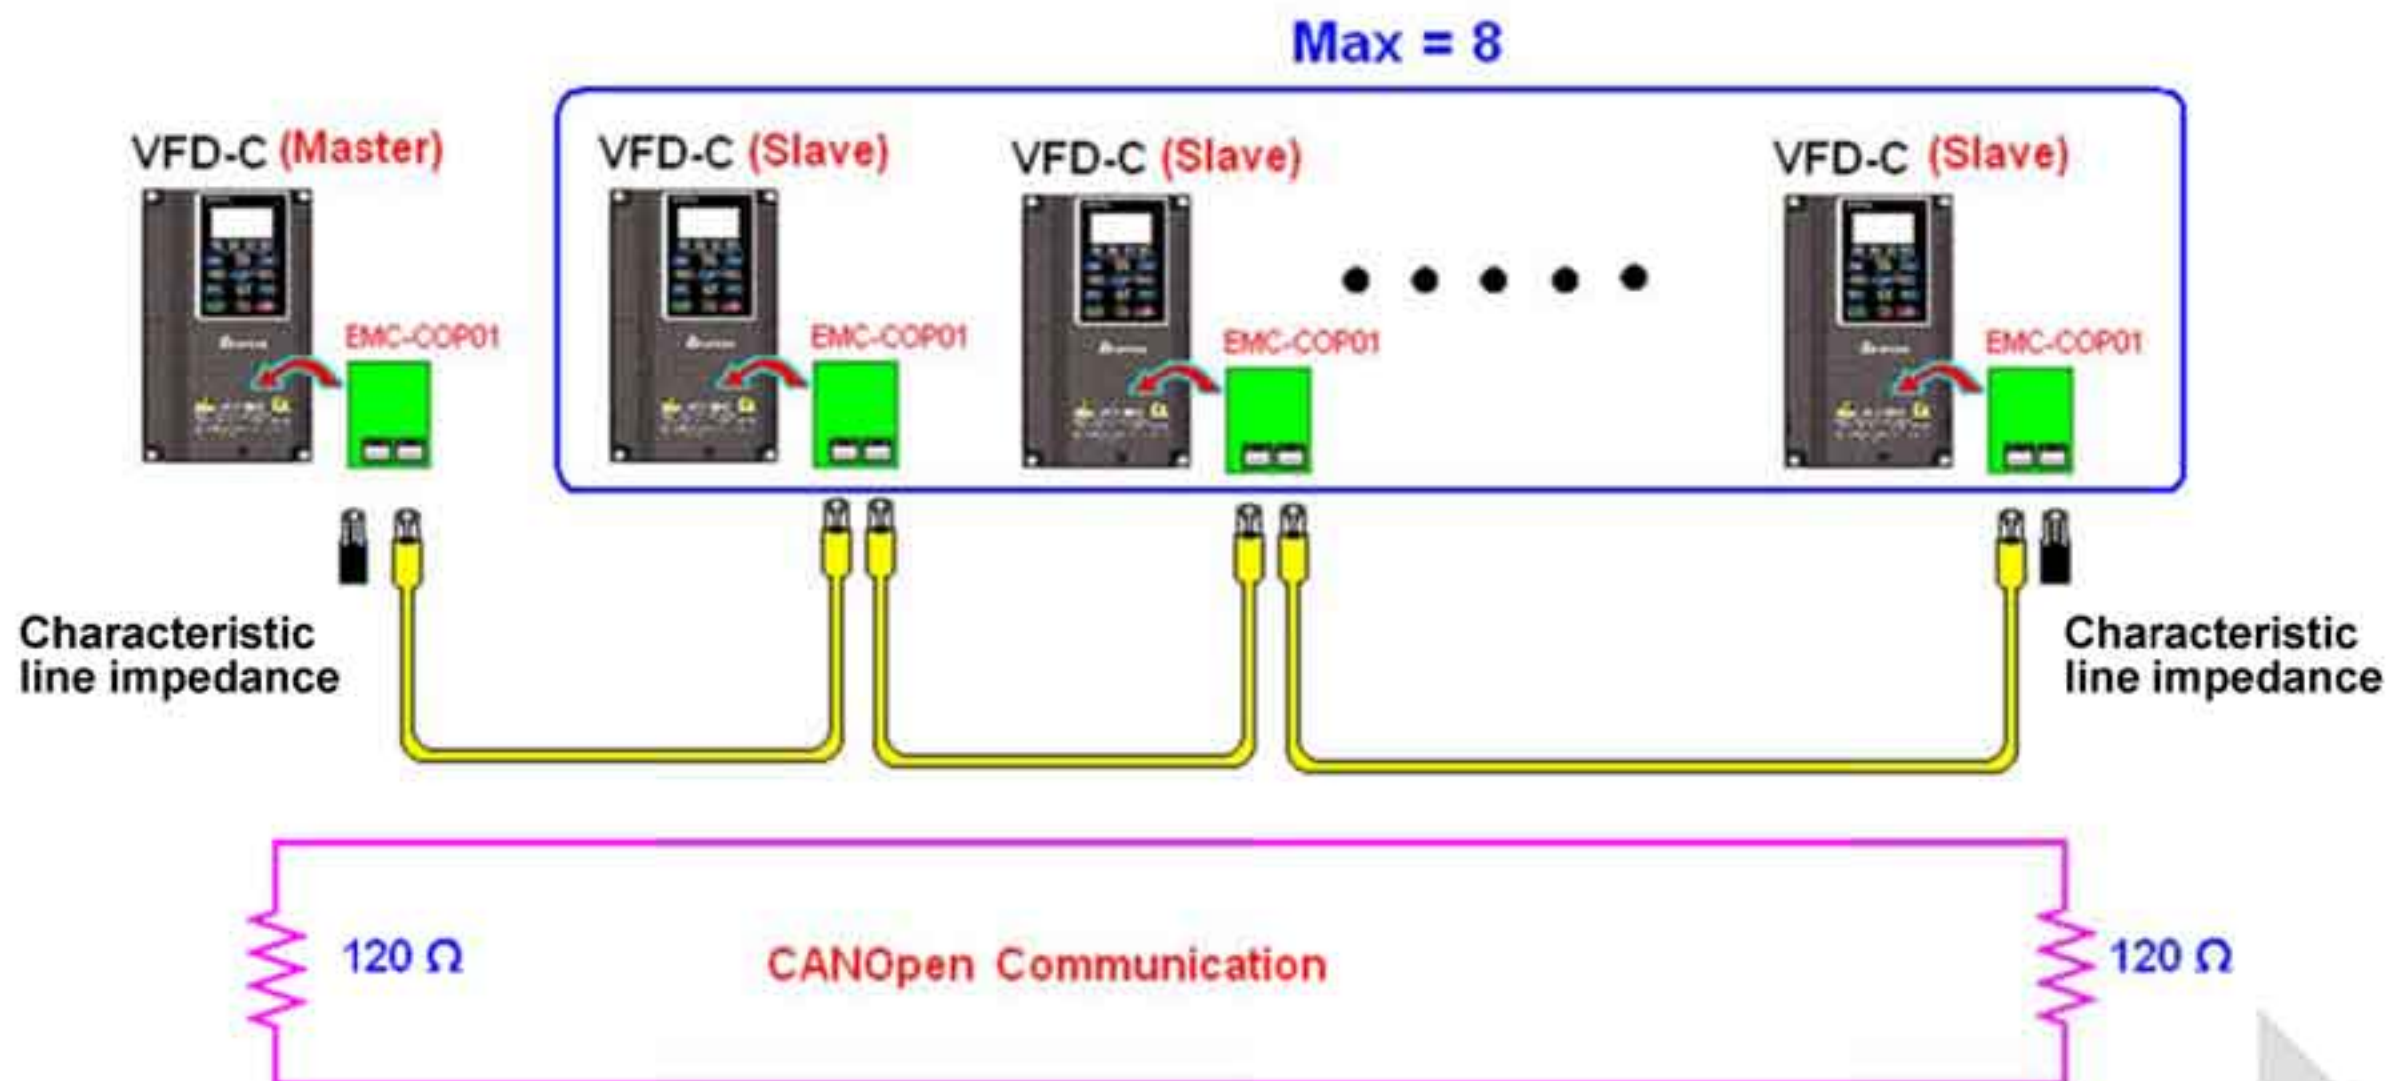 Max = 8
VFD-C (Master)
VFD-C (Slave)
VFD-C (Slave)
VFD-C (Slave)
EMC-COP01
EMC-COP01
EMC-COP01
EMC-COP01
Characteristic
line impedance
Characteristic
line impedance
120 Ω
CANOpen Communication
120 Ω